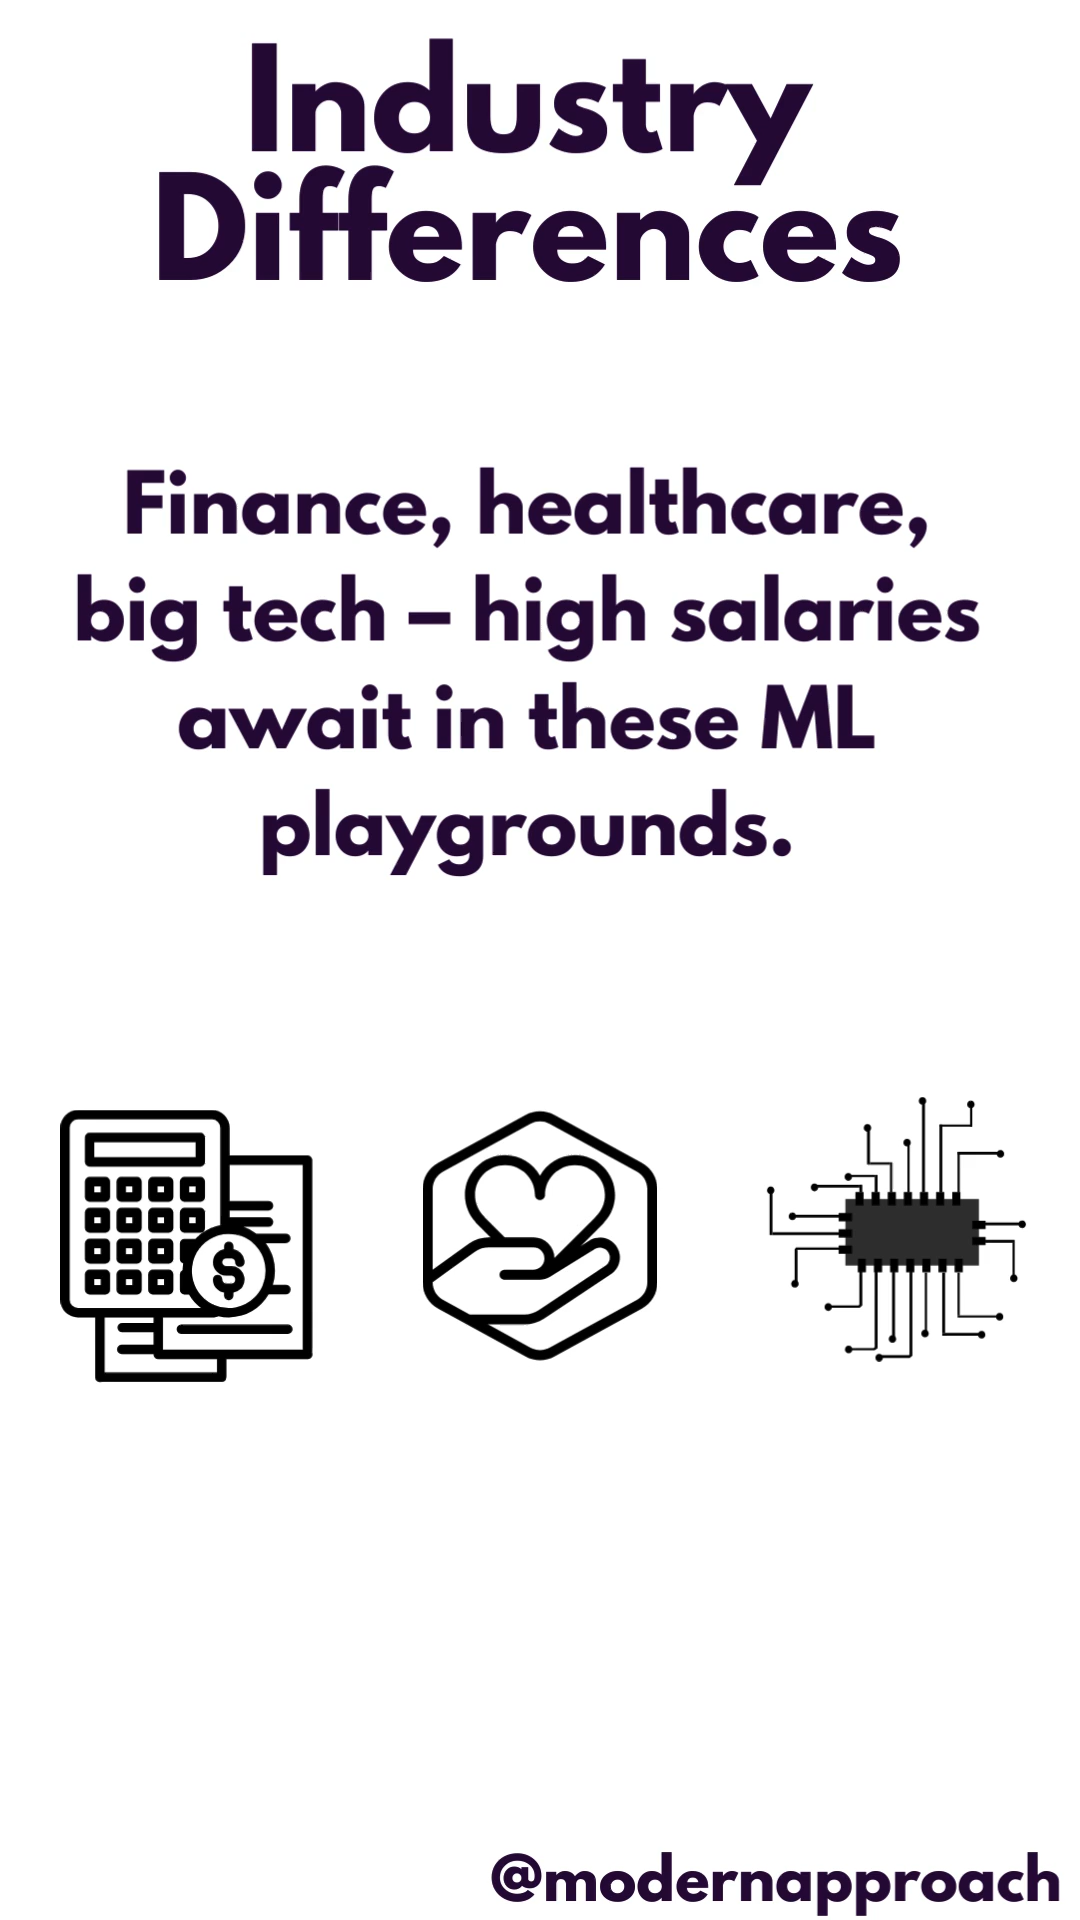 Industry
Differences
Finance, healthcare,
big tech – high salaries
await in these ML
playgrounds.
$
@modernapproach